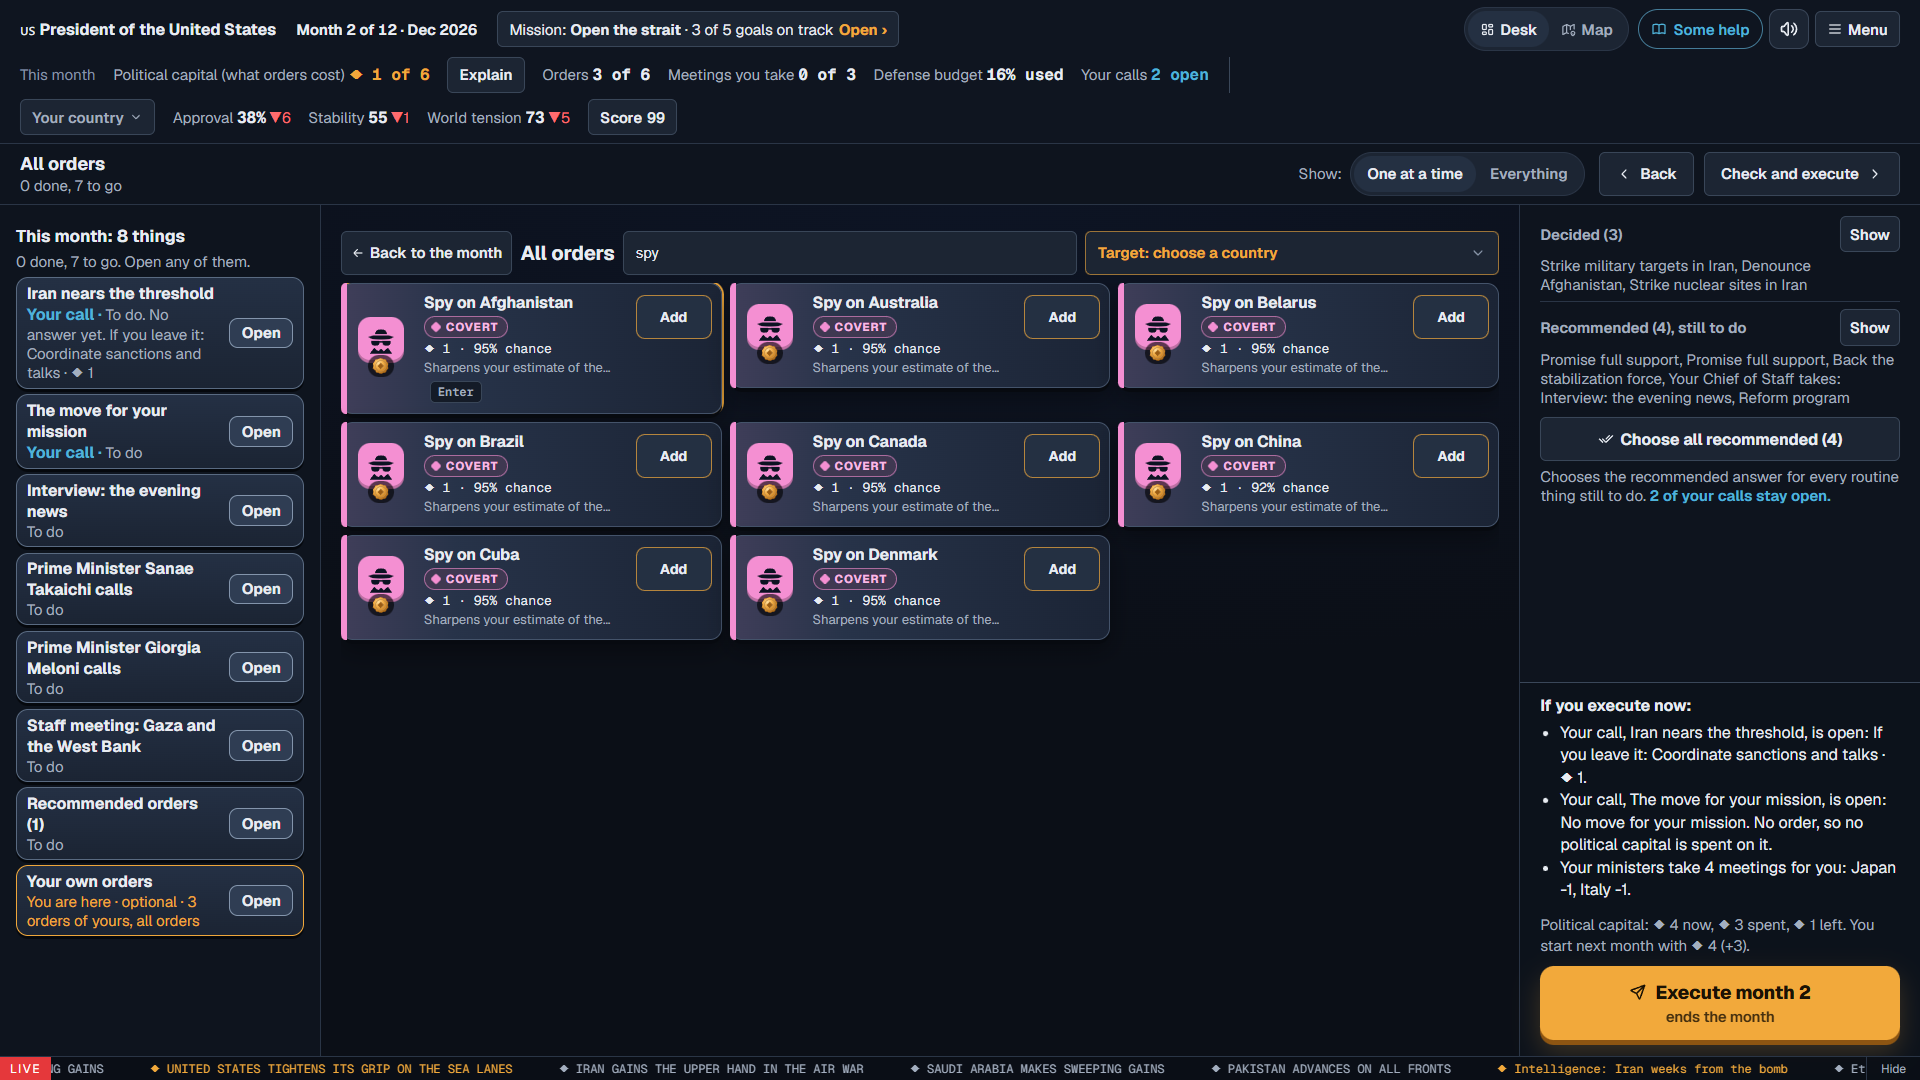 US President of the United States
Month 2 of 12 · Dec 2026
Mission: Open the strait · 3 of 5 goals on track Open ›
Desk
Map
Some help
Menu
This month
Political capital (what orders cost) ◆ 1 of 6
Explain
Orders 3 of 6
Meetings you take 0 of 3
Defense budget 16% used
Your calls 2 open
Your country
Approval 38% ▼6
Stability 55 ▼1
World tension 73 ▼5
Score 99
All orders
0 done, 7 to go
Show:
One at a time
Everything
Back
Check and execute
This month: 8 things
0 done, 7 to go. Open any of them.
Iran nears the threshold
Your call · To do. No
answer yet. If you leave it:
Coordinate sanctions and
talks · ◆ 1
Open
The move for your
mission
Your call · To do
Open
Interview: the evening
news
To do
Open
Prime Minister Sanae
Takaichi calls
To do
Open
Prime Minister Giorgia
Meloni calls
To do
Open
Staff meeting: Gaza and
the West Bank
To do
Open
Recommended orders
(1)
To do
Open
Your own orders
You are here · optional · 3
orders of yours, all orders
Open
← Back to the month
All orders
spy
Target: choose a country
Spy on Afghanistan
◆ COVERT
◆ 1 · 95% chance
Sharpens your estimate of the…
Enter
Add
Spy on Australia
◆ COVERT
◆ 1 · 95% chance
Sharpens your estimate of the…
Add
Spy on Belarus
◆ COVERT
◆ 1 · 95% chance
Sharpens your estimate of the…
Add
Spy on Brazil
◆ COVERT
◆ 1 · 95% chance
Sharpens your estimate of the…
Add
Spy on Canada
◆ COVERT
◆ 1 · 95% chance
Sharpens your estimate of the…
Add
Spy on China
◆ COVERT
◆ 1 · 92% chance
Sharpens your estimate of the…
Add
Spy on Cuba
◆ COVERT
◆ 1 · 95% chance
Sharpens your estimate of the…
Add
Spy on Denmark
◆ COVERT
◆ 1 · 95% chance
Sharpens your estimate of the…
Add
Decided (3)
Show
Strike military targets in Iran, Denounce
Afghanistan, Strike nuclear sites in Iran
Recommended (4), still to do
Show
Promise full support, Promise full support, Back the
stabilization force, Your Chief of Staff takes:
Interview: the evening news, Reform program
Choose all recommended (4)
Chooses the recommended answer for every routine
thing still to do. 2 of your calls stay open.
If you execute now:
• Your call, Iran nears the threshold, is open: If
you leave it: Coordinate sanctions and talks ·
◆ 1.
• Your call, The move for your mission, is open:
No move for your mission. No order, so no
political capital is spent on it.
• Your ministers take 4 meetings for you: Japan
-1, Italy -1.
Political capital: ◆ 4 now, ◆ 3 spent, ◆ 1 left. You
start next month with ◆ 4 (+3).
Execute month 2
ends the month
LIVE
NG GAINS ◆ UNITED STATES TIGHTENS ITS GRIP ON THE SEA LANES ◆ IRAN GAINS THE UPPER HAND IN THE AIR WAR ◆ SAUDI ARABIA MAKES SWEEPING GAINS ◆ PAKISTAN ADVANCES ON ALL FRONTS ◆ Intelligence: Iran weeks from the bomb ◆ Et
Hide